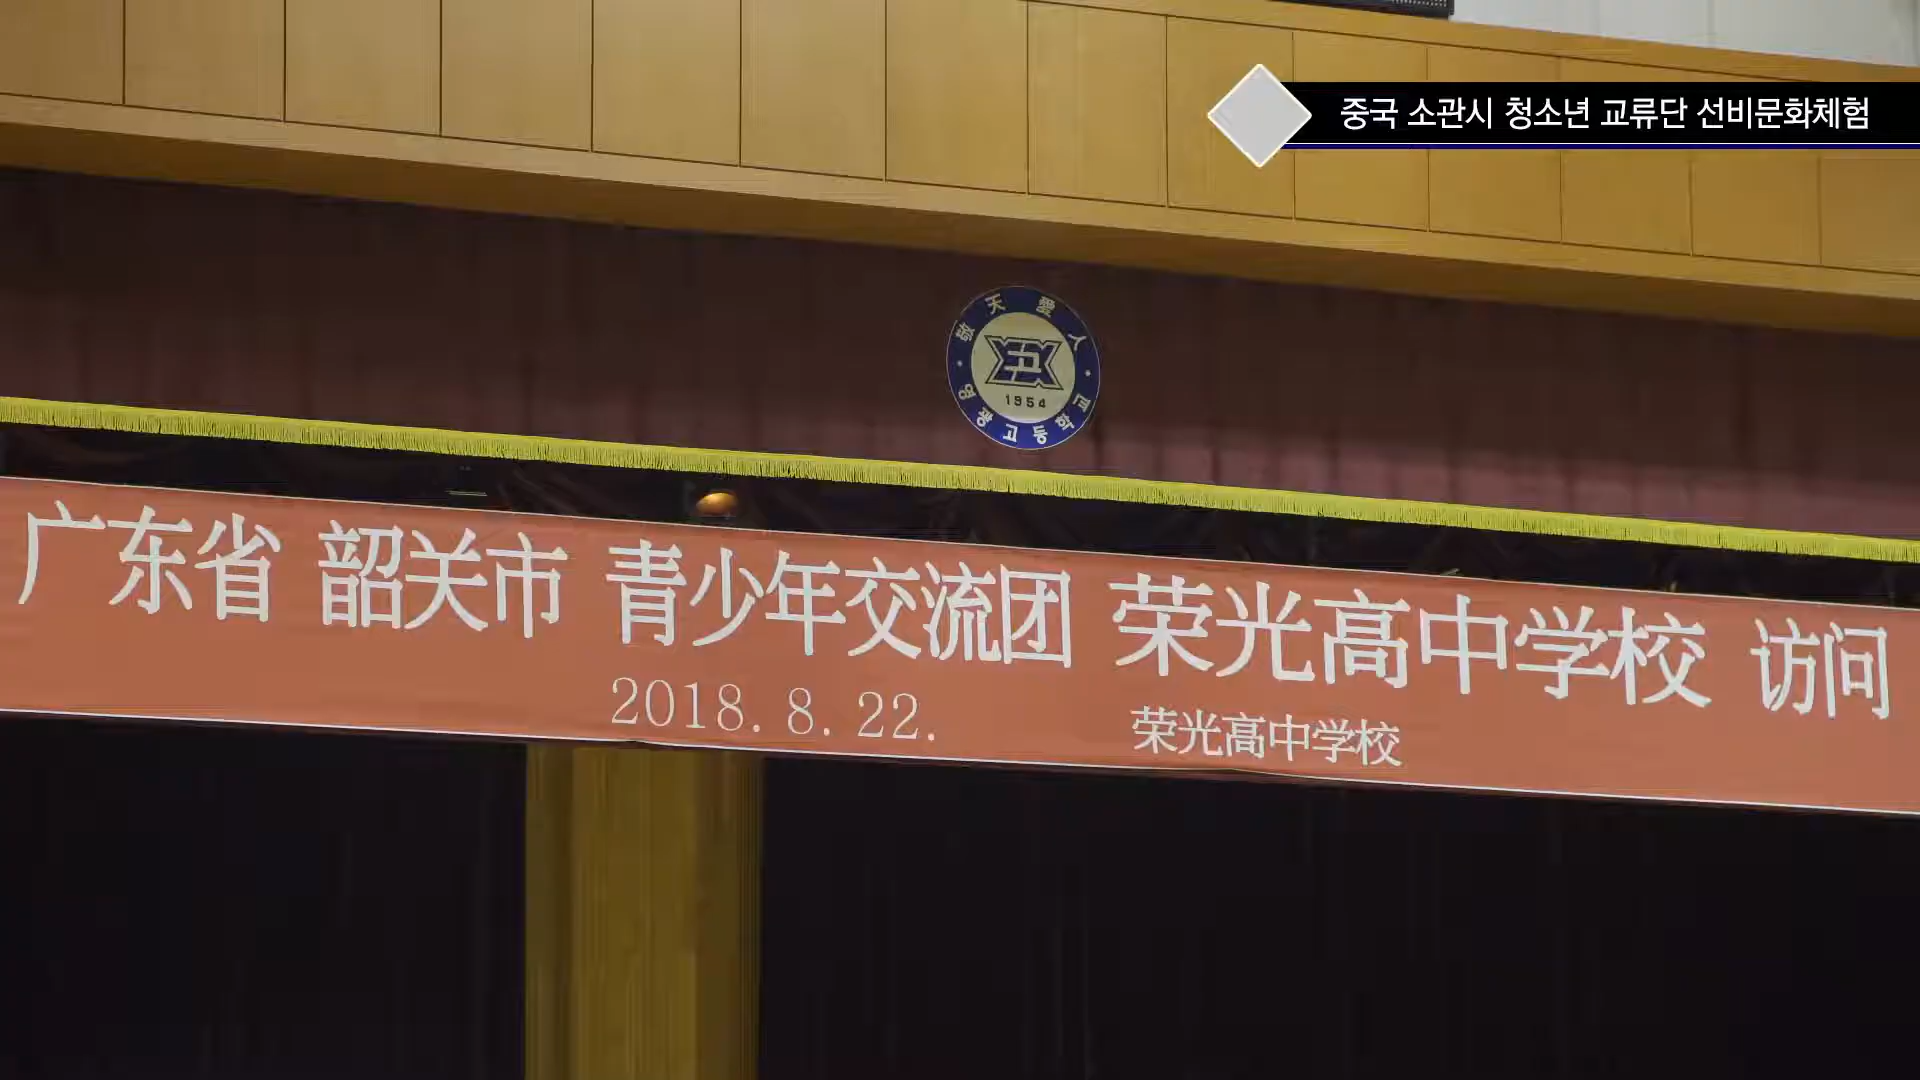 중국 소관시 청소년 교류단 선비문화체험
敬天愛人
1954
영광고등학교
广东省 韶关市 青少年交流团 荣光高中学校 访问
2018. 8. 22. 荣光高中学校